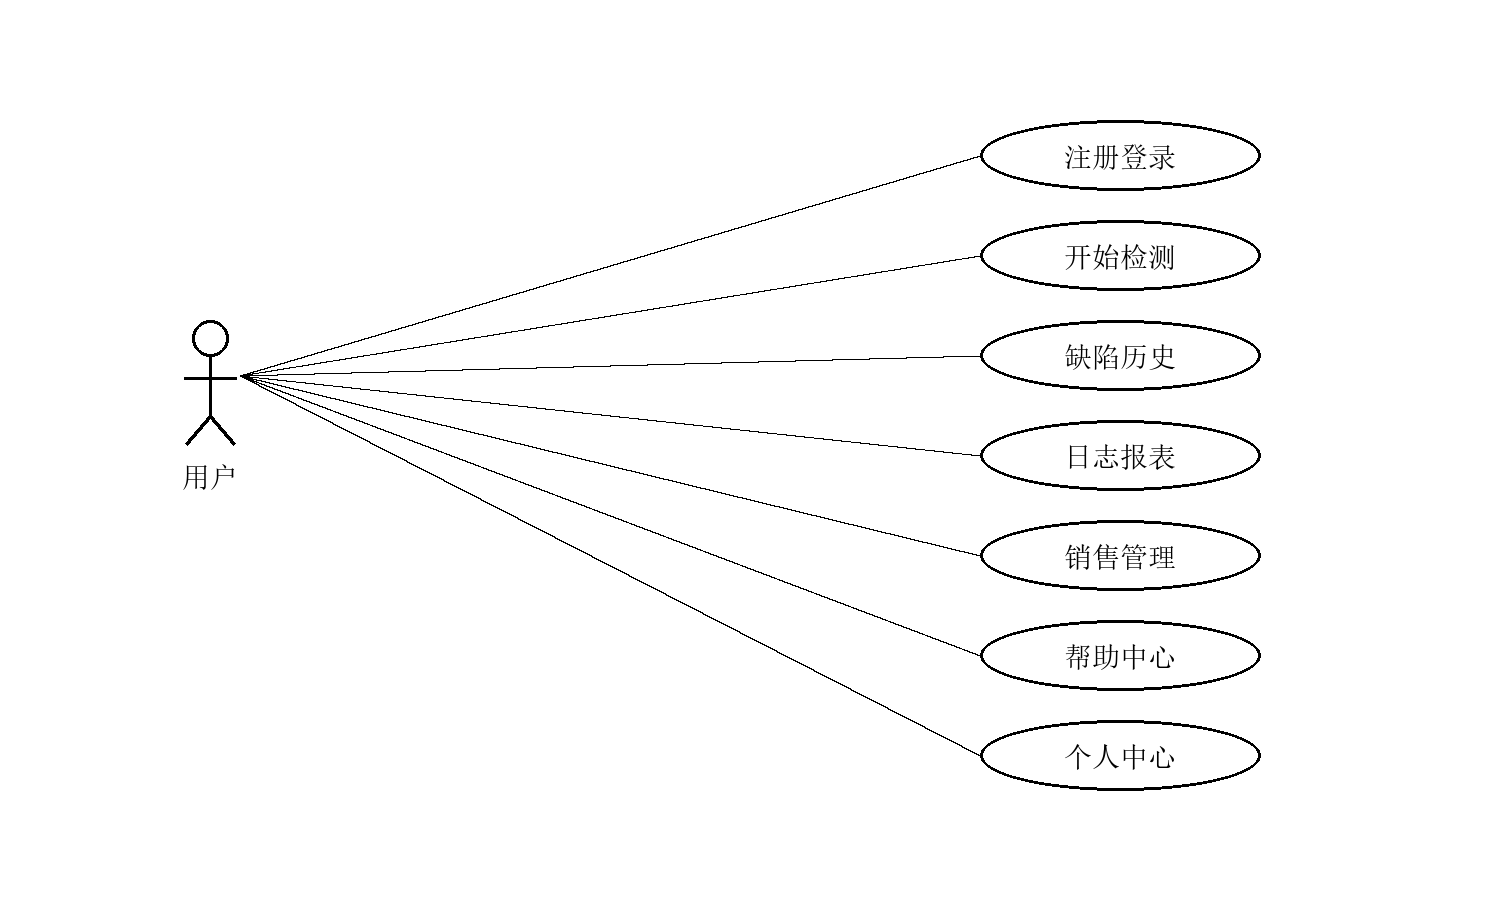 注册登录
开始检测
缺陷历史
用户
日志报表
销售管理
帮助中心
个人中心